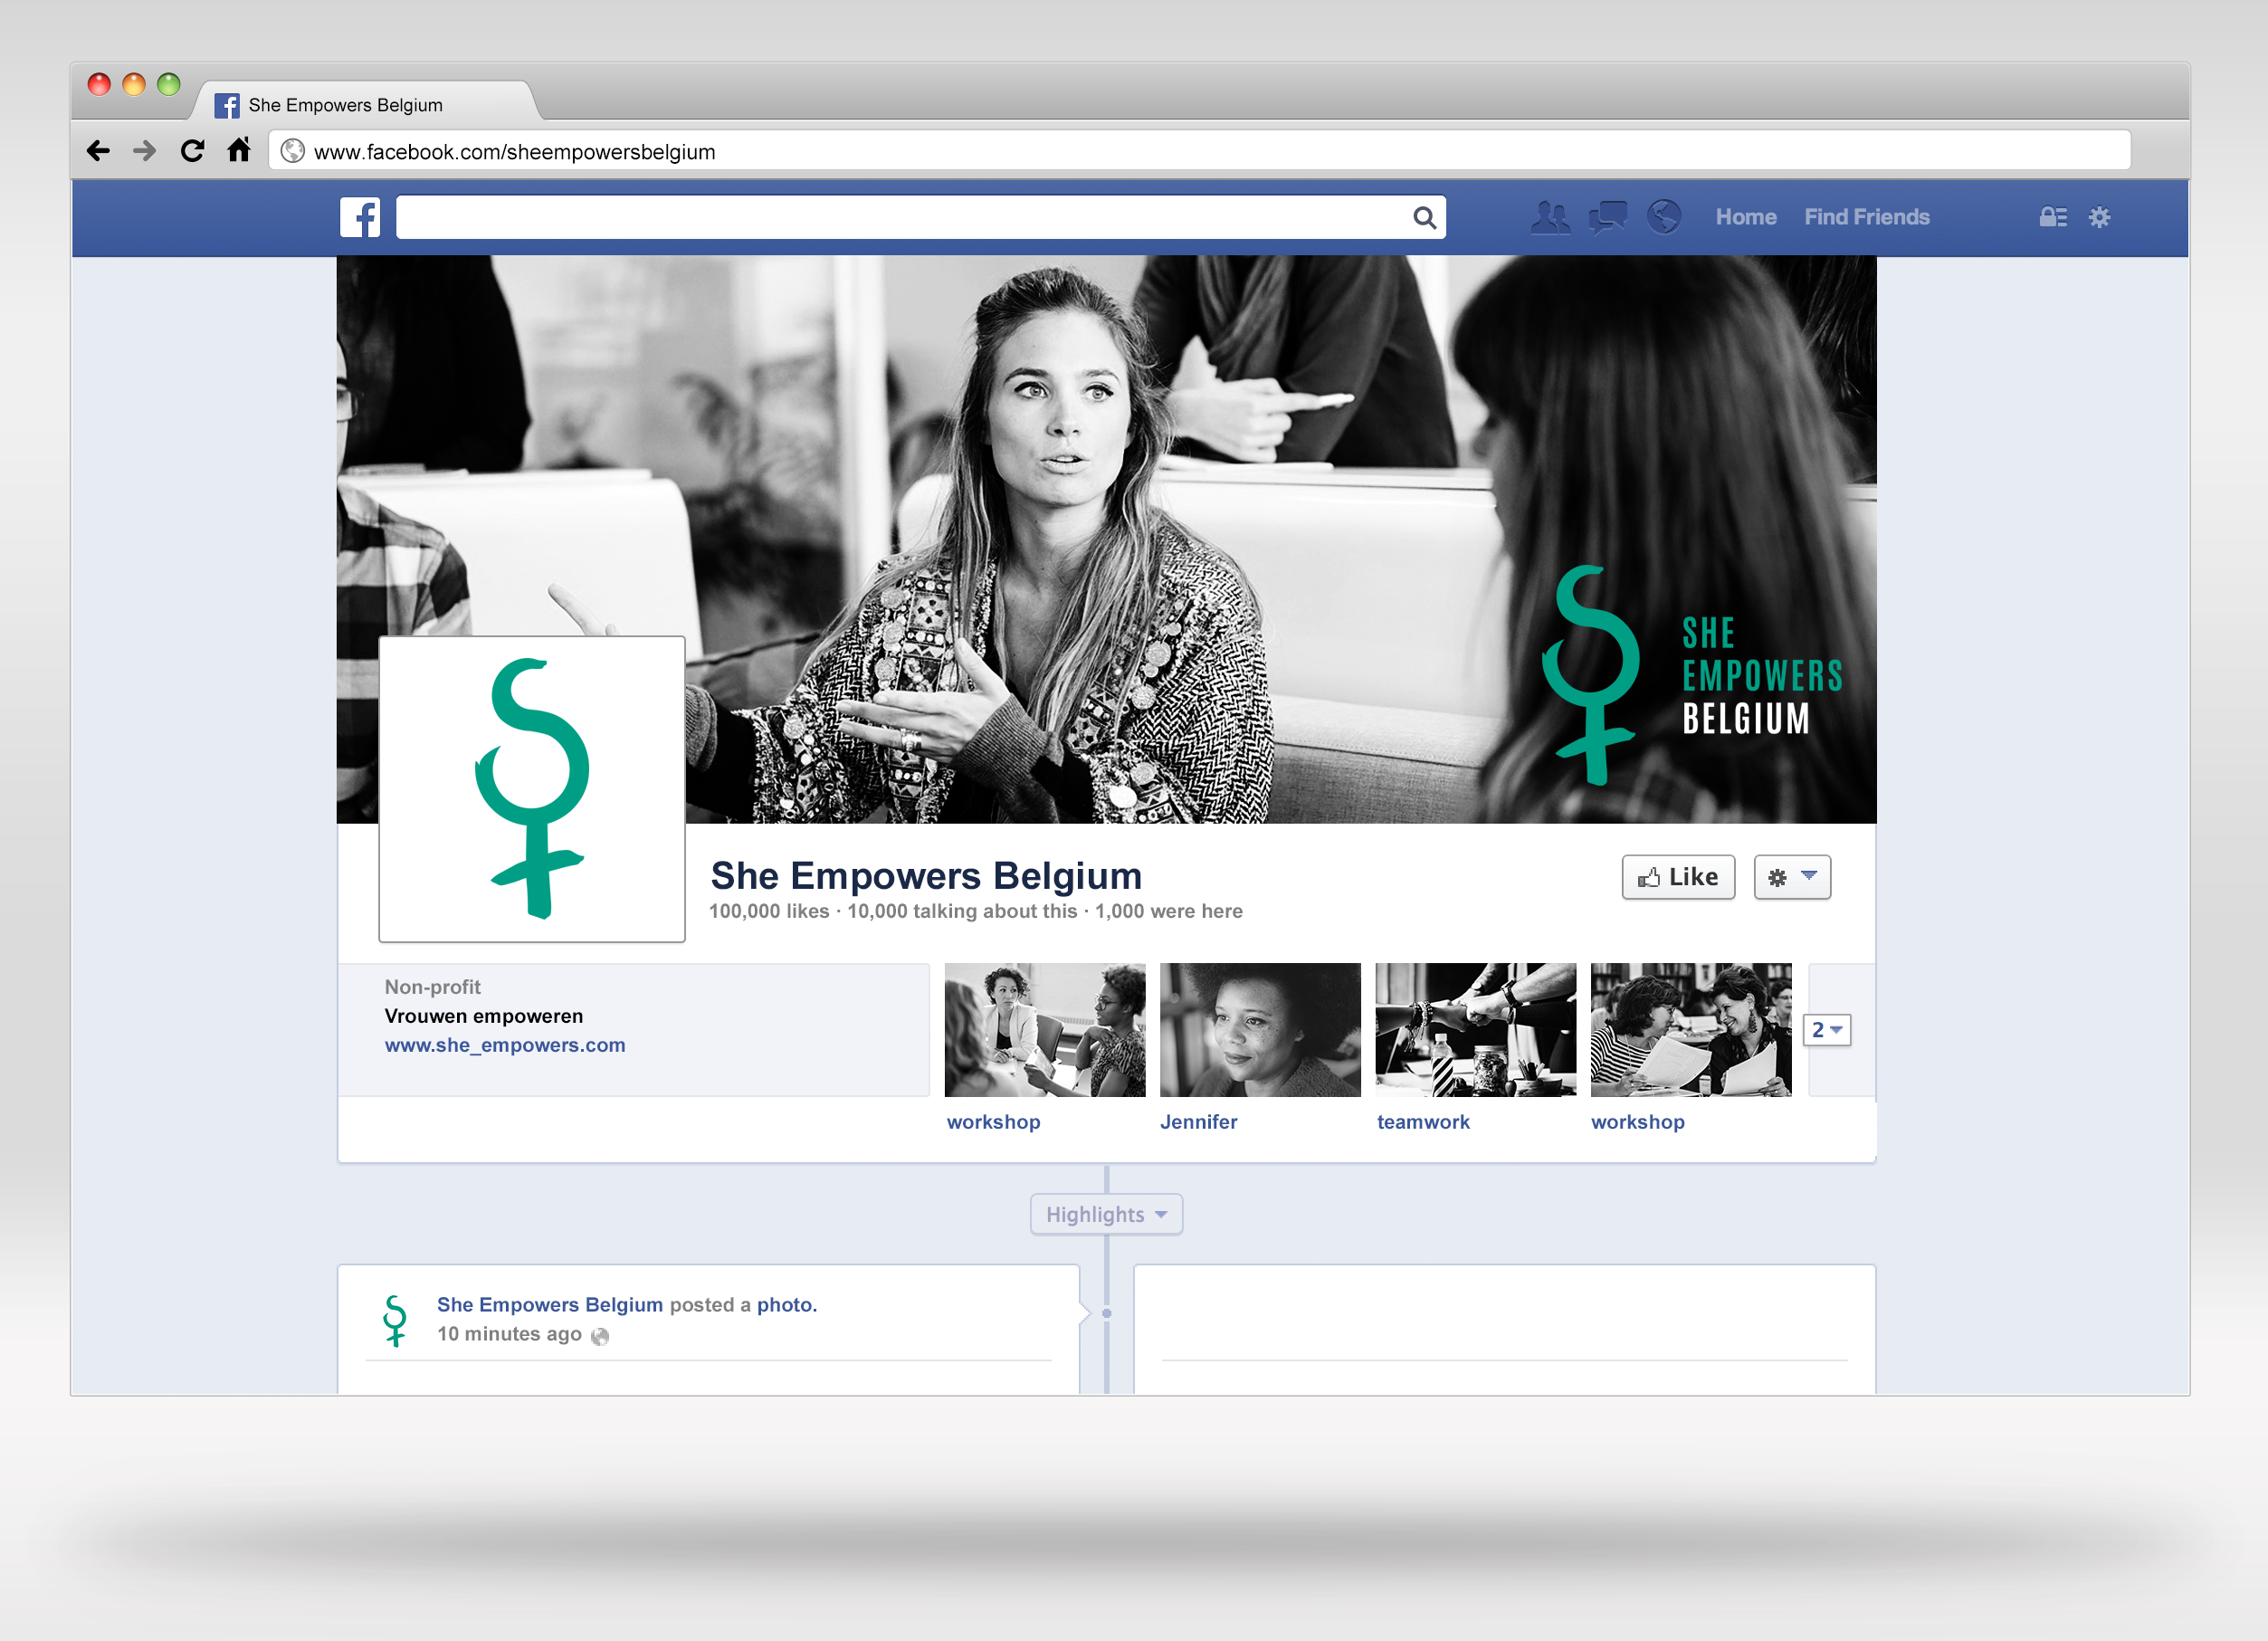 She Empowers Belgium
www.facebook.com/sheempowersbelgium
Home Find Friends
SHE
EMPOWERS
BELGIUM
She Empowers Belgium
Like
100,000 likes · 10,000 talking about this · 1,000 were here
Non-profit
Vrouwen empoweren
www.she_empowers.com
2
workshop Jennifer teamwork workshop
Highlights
She Empowers Belgium posted a photo.
10 minutes ago